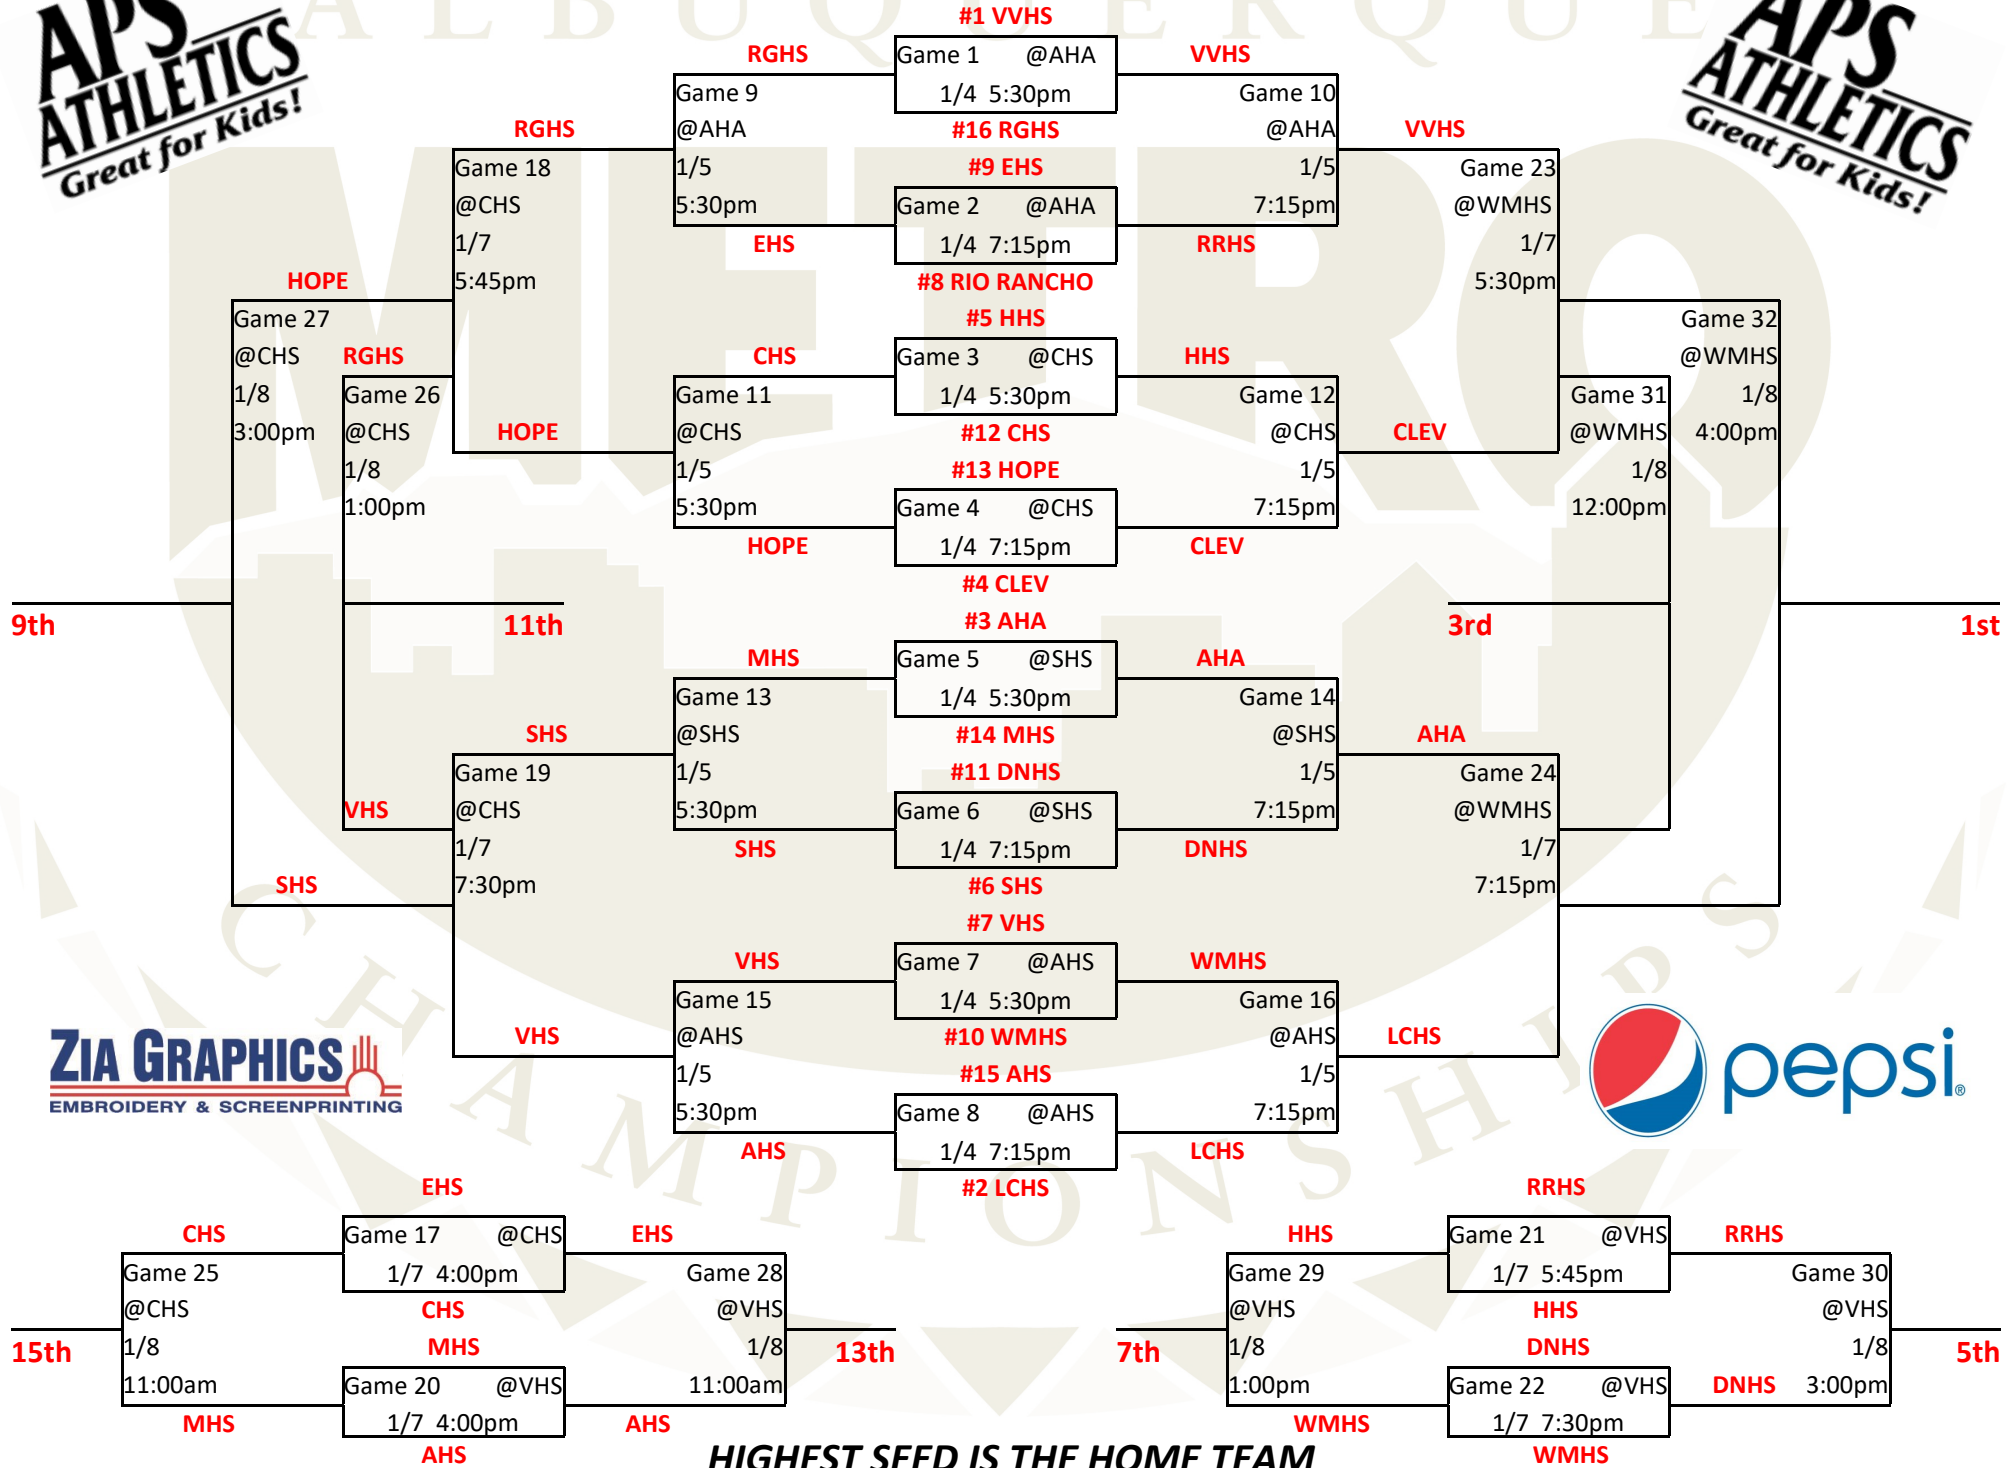 ALBUQUERQUE
METRO
CHAMPIONSHIPS
APS
ATHLETICS
Great for Kids!
APS
ATHLETICS
Great for Kids!
#1 VVHS
RGHS
Game 1 @AHA
1/4 5:30pm
VVHS
#16 RGHS
Game 9
@AHA
1/5
5:30pm
Game 10
@AHA
1/5
7:15pm
RGHS
VVHS
#9 EHS
Game 2 @AHA
1/4 7:15pm
EHS
RRHS
#8 RIO RANCHO
Game 18
@CHS
1/7
5:45pm
Game 23
@WMHS
1/7
5:30pm
HOPE
#5 HHS
CHS
Game 3 @CHS
1/4 5:30pm
HHS
#12 CHS
Game 27
@CHS
1/8
3:00pm
RGHS
Game 26
@CHS
1/8
1:00pm
HOPE
Game 11
@CHS
1/5
5:30pm
Game 12
@CHS
1/5
7:15pm
CLEV
Game 31
@WMHS
1/8
12:00pm
Game 32
@WMHS
1/8
4:00pm
#13 HOPE
Game 4 @CHS
1/4 7:15pm
HOPE
CLEV
#4 CLEV
9th
11th
3rd
1st
#3 AHA
MHS
Game 5 @SHS
1/4 5:30pm
AHA
#14 MHS
Game 13
@SHS
1/5
5:30pm
Game 14
@SHS
1/5
7:15pm
SHS
AHA
#11 DNHS
Game 6 @SHS
1/4 7:15pm
SHS
DNHS
#6 SHS
Game 19
@CHS
1/7
7:30pm
Game 24
@WMHS
1/7
7:15pm
VHS
SHS
#7 VHS
VHS
Game 7 @AHS
1/4 5:30pm
WMHS
#10 WMHS
Game 15
@AHS
1/5
5:30pm
Game 16
@AHS
1/5
7:15pm
VHS
LCHS
#15 AHS
Game 8 @AHS
1/4 7:15pm
AHS
LCHS
#2 LCHS
ZIA GRAPHICS
EMBROIDERY & SCREENPRINTING
pepsi®
EHS
CHS
Game 17 @CHS
1/7 4:00pm
EHS
CHS
Game 25
@CHS
1/8
11:00am
Game 28
@VHS
1/8
11:00am
15th
13th
MHS
Game 20 @VHS
1/7 4:00pm
MHS
AHS
AHS
RRHS
HHS
Game 21 @VHS
1/7 5:45pm
RRHS
HHS
Game 29
@VHS
1/8
1:00pm
Game 30
@VHS
1/8
3:00pm
7th
5th
DNHS
Game 22 @VHS
1/7 7:30pm
WMHS
DNHS
WMHS
HIGHEST SEED IS THE HOME TEAM